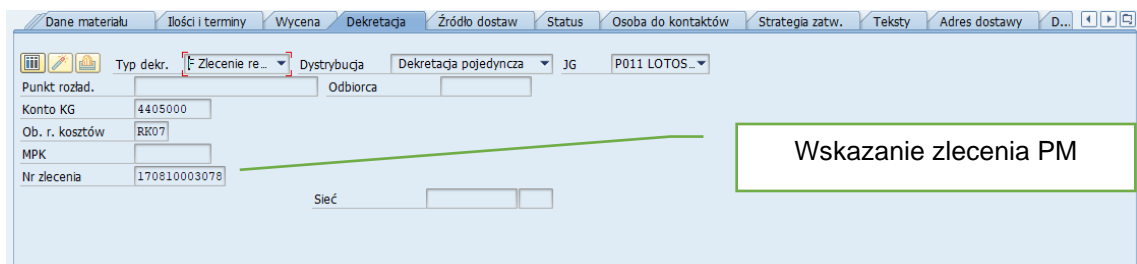 Dane materiału Ilości i terminy Wycena Dekretacja Źródło dostaw Status Osoba do kontaktów Strategia zatw. Teksty Adres dostawy D...
Typ dekr. F Zlecenie re... Dystrybucja Dekretacja pojedyncza JG P011 LOTOS...
Punkt rozład. Odbiorca
Konto KG 4405000
Ob. r. kosztów RK07
MPK
Nr zlecenia 170810003078
Sieć
Wskazanie zlecenia PM